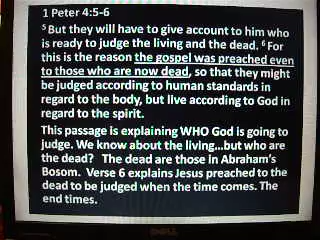 1 Peter 4:5-6
5 But they will have to give account to him who
is ready to judge the living and the dead. 6 For
this is the reason the gospel was preached even
to those who are now dead, so that they might
be judged according to human standards in
regard to the body, but live according to God in
regard to the spirit.
This passage is explaining WHO God is going to
judge. We know about the living...but who are
the dead? The dead are those in Abraham's
Bosom. Verse 6 explains Jesus preached to the
dead to be judged when the time comes. The
end times.
DELL